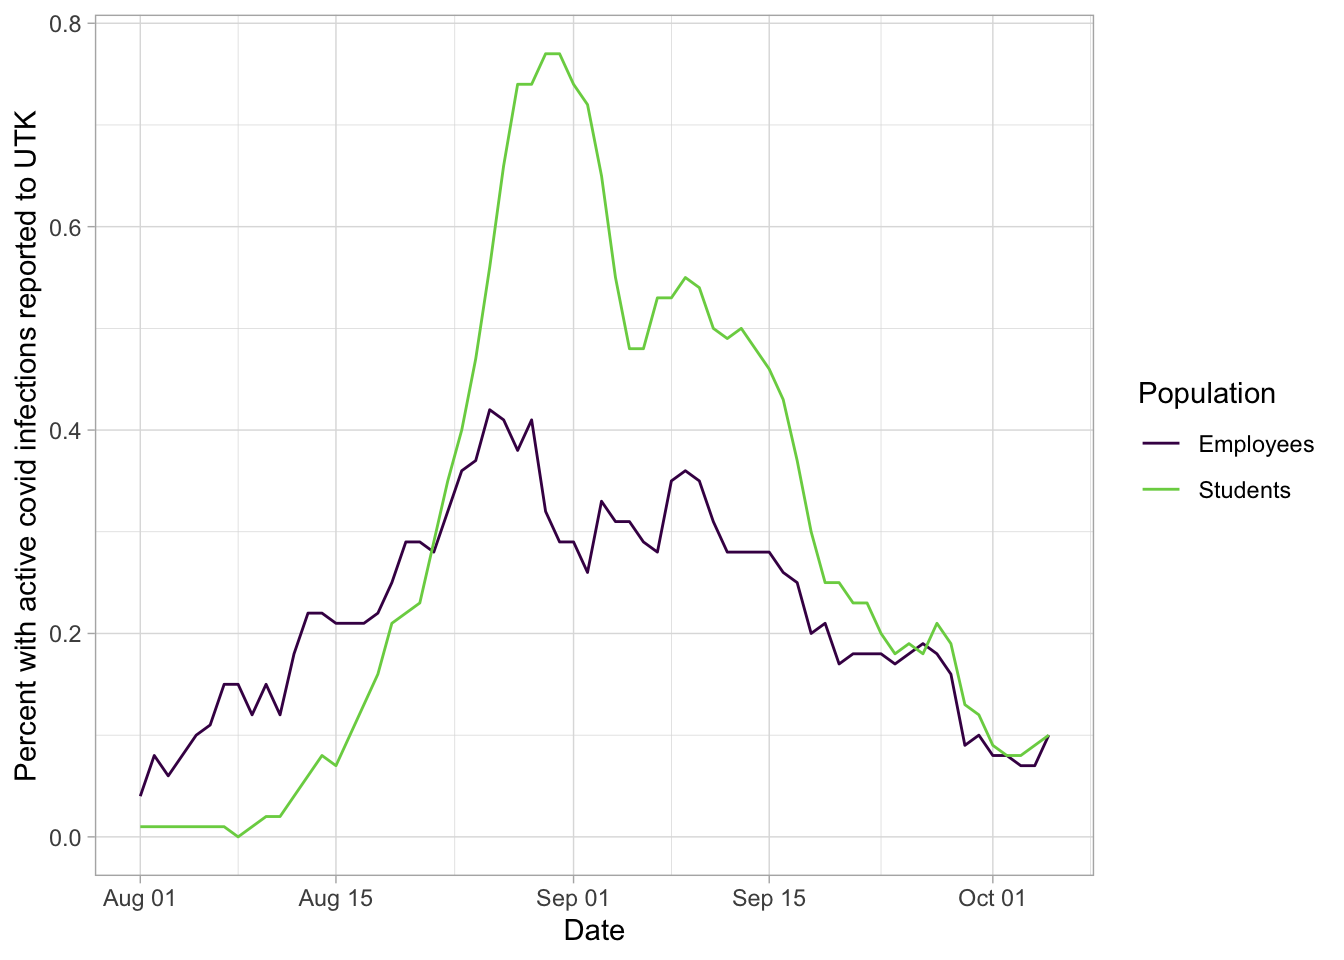 Percent with active covid infections reported to UTK
0.8
0.6
0.4
0.2
0.0
Aug 01 Aug 15 Sep 01 Sep 15 Oct 01
Date
Population
Employees
Students